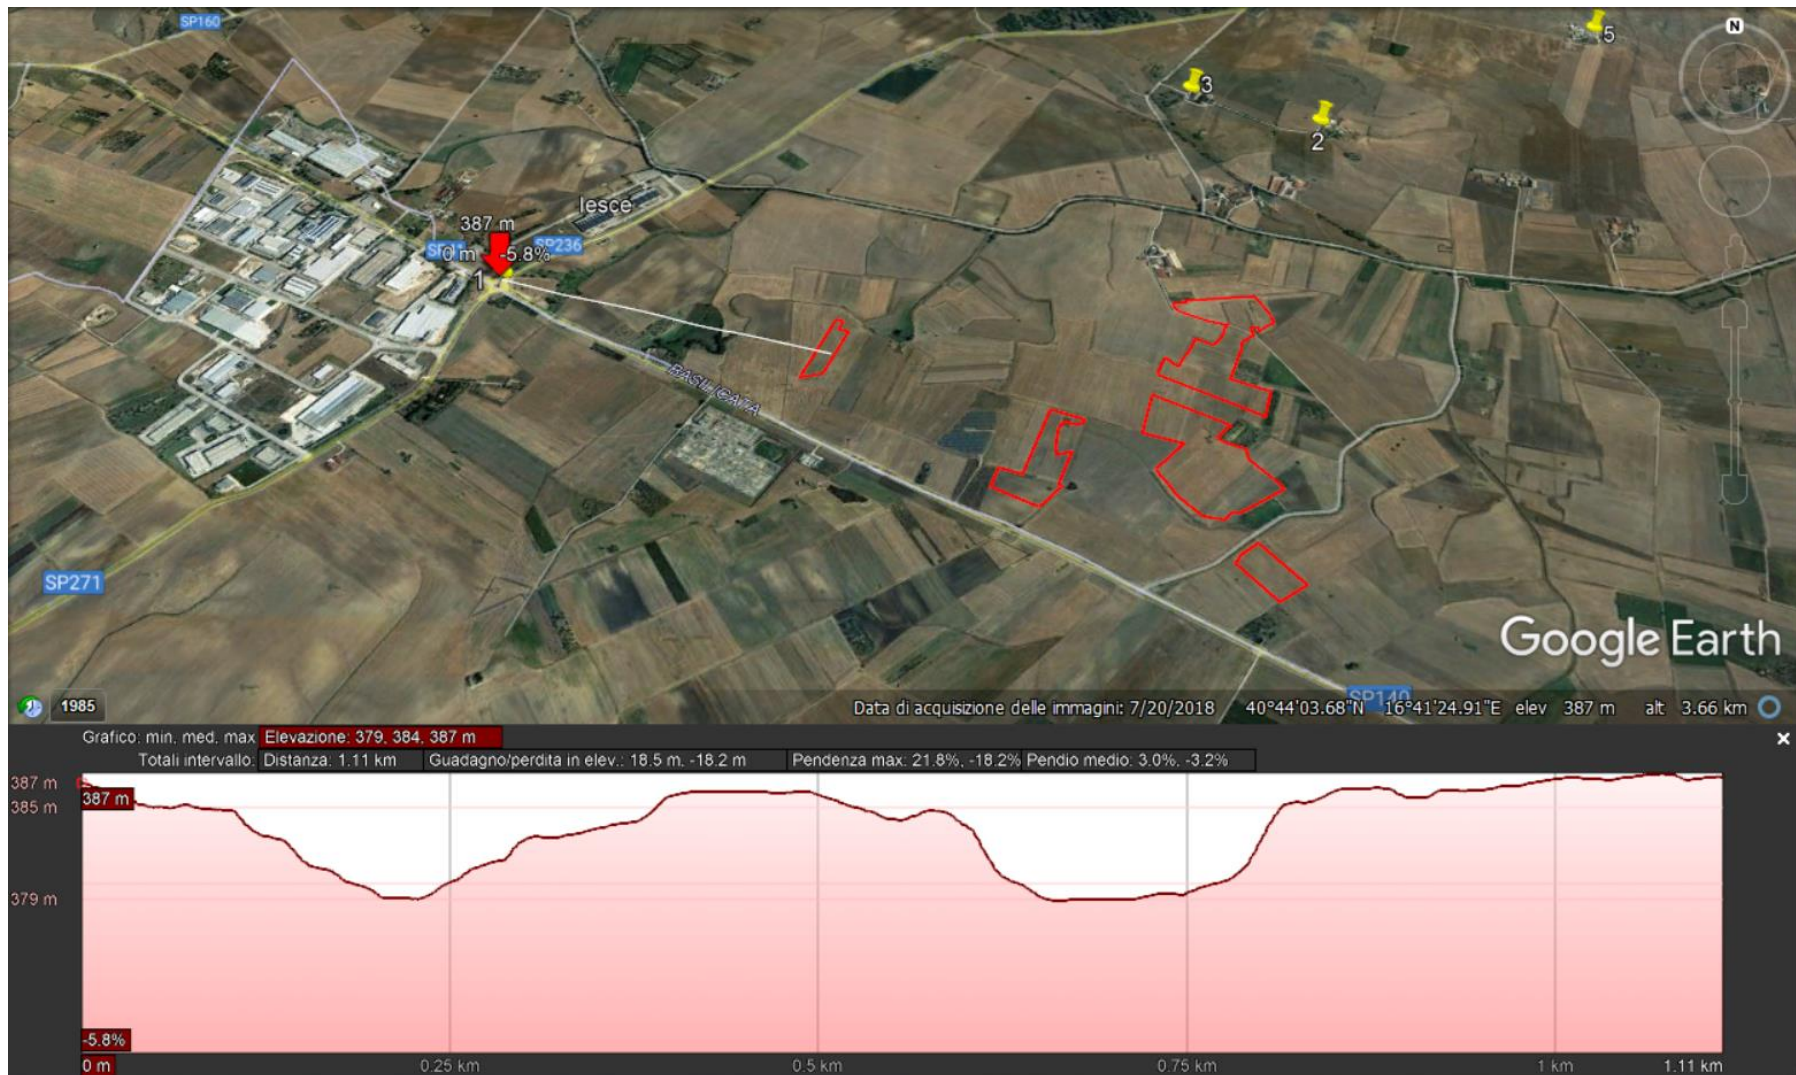 SP160
N
5
3
2
Iesce
387 m
SP236
0 m -5.8%
1
BASILICATA
SP271
Google Earth
SP140
1985
Data di acquisizione delle immagini: 7/20/2018 40°44'03.68"N 16°41'24.91"E elev 387 m alt 3.66 km
Grafico: min, med, max Elevazione: 379, 384, 387 m
Totali intervallo: Distanza: 1.11 km Guadagno/perdita in elev.: 18.5 m, -18.2 m Pendenza max: 21.8%, -18.2% Pendio medio: 3.0%, -3.2%
387 m
387 m
385 m
379 m
-5.8%
0 m 0.25 km 0.5 km 0.75 km 1 km 1.11 km